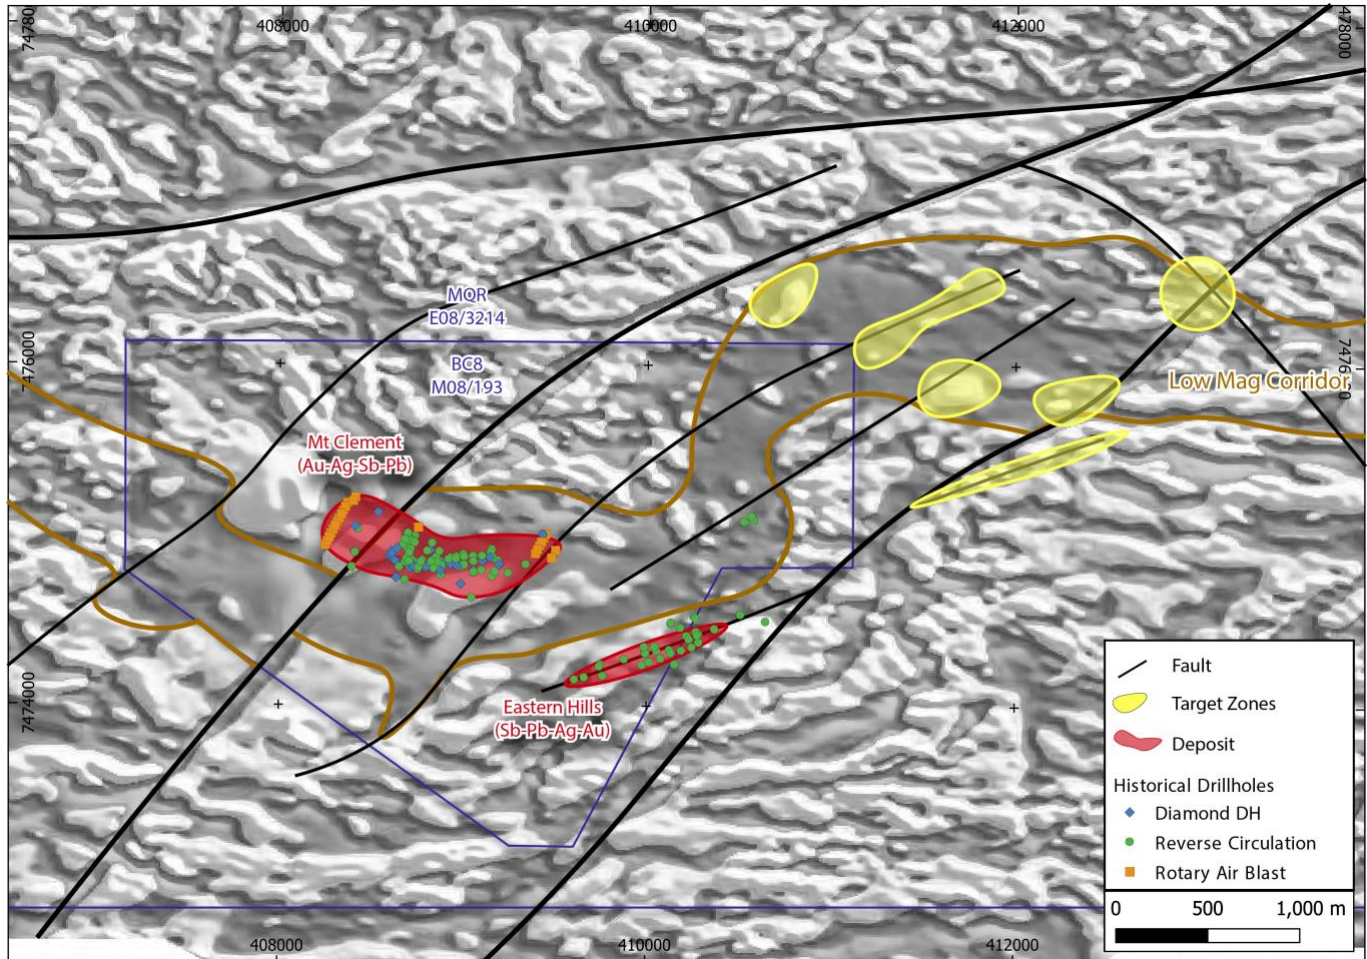 408000
410000
412000
74780
478000
MQR
E08/3214
7476000
74760
BC8
M08/193
Low Mag Corridor
Mt Clement
(Au-Ag-Sb-Pb)
Eastern Hills
(Sb-Pb-Ag-Au)
7474000
Fault
Target Zones
Deposit
Historical Drillholes
Diamond DH
Reverse Circulation
Rotary Air Blast
0 500 1,000 m
408000
410000
412000